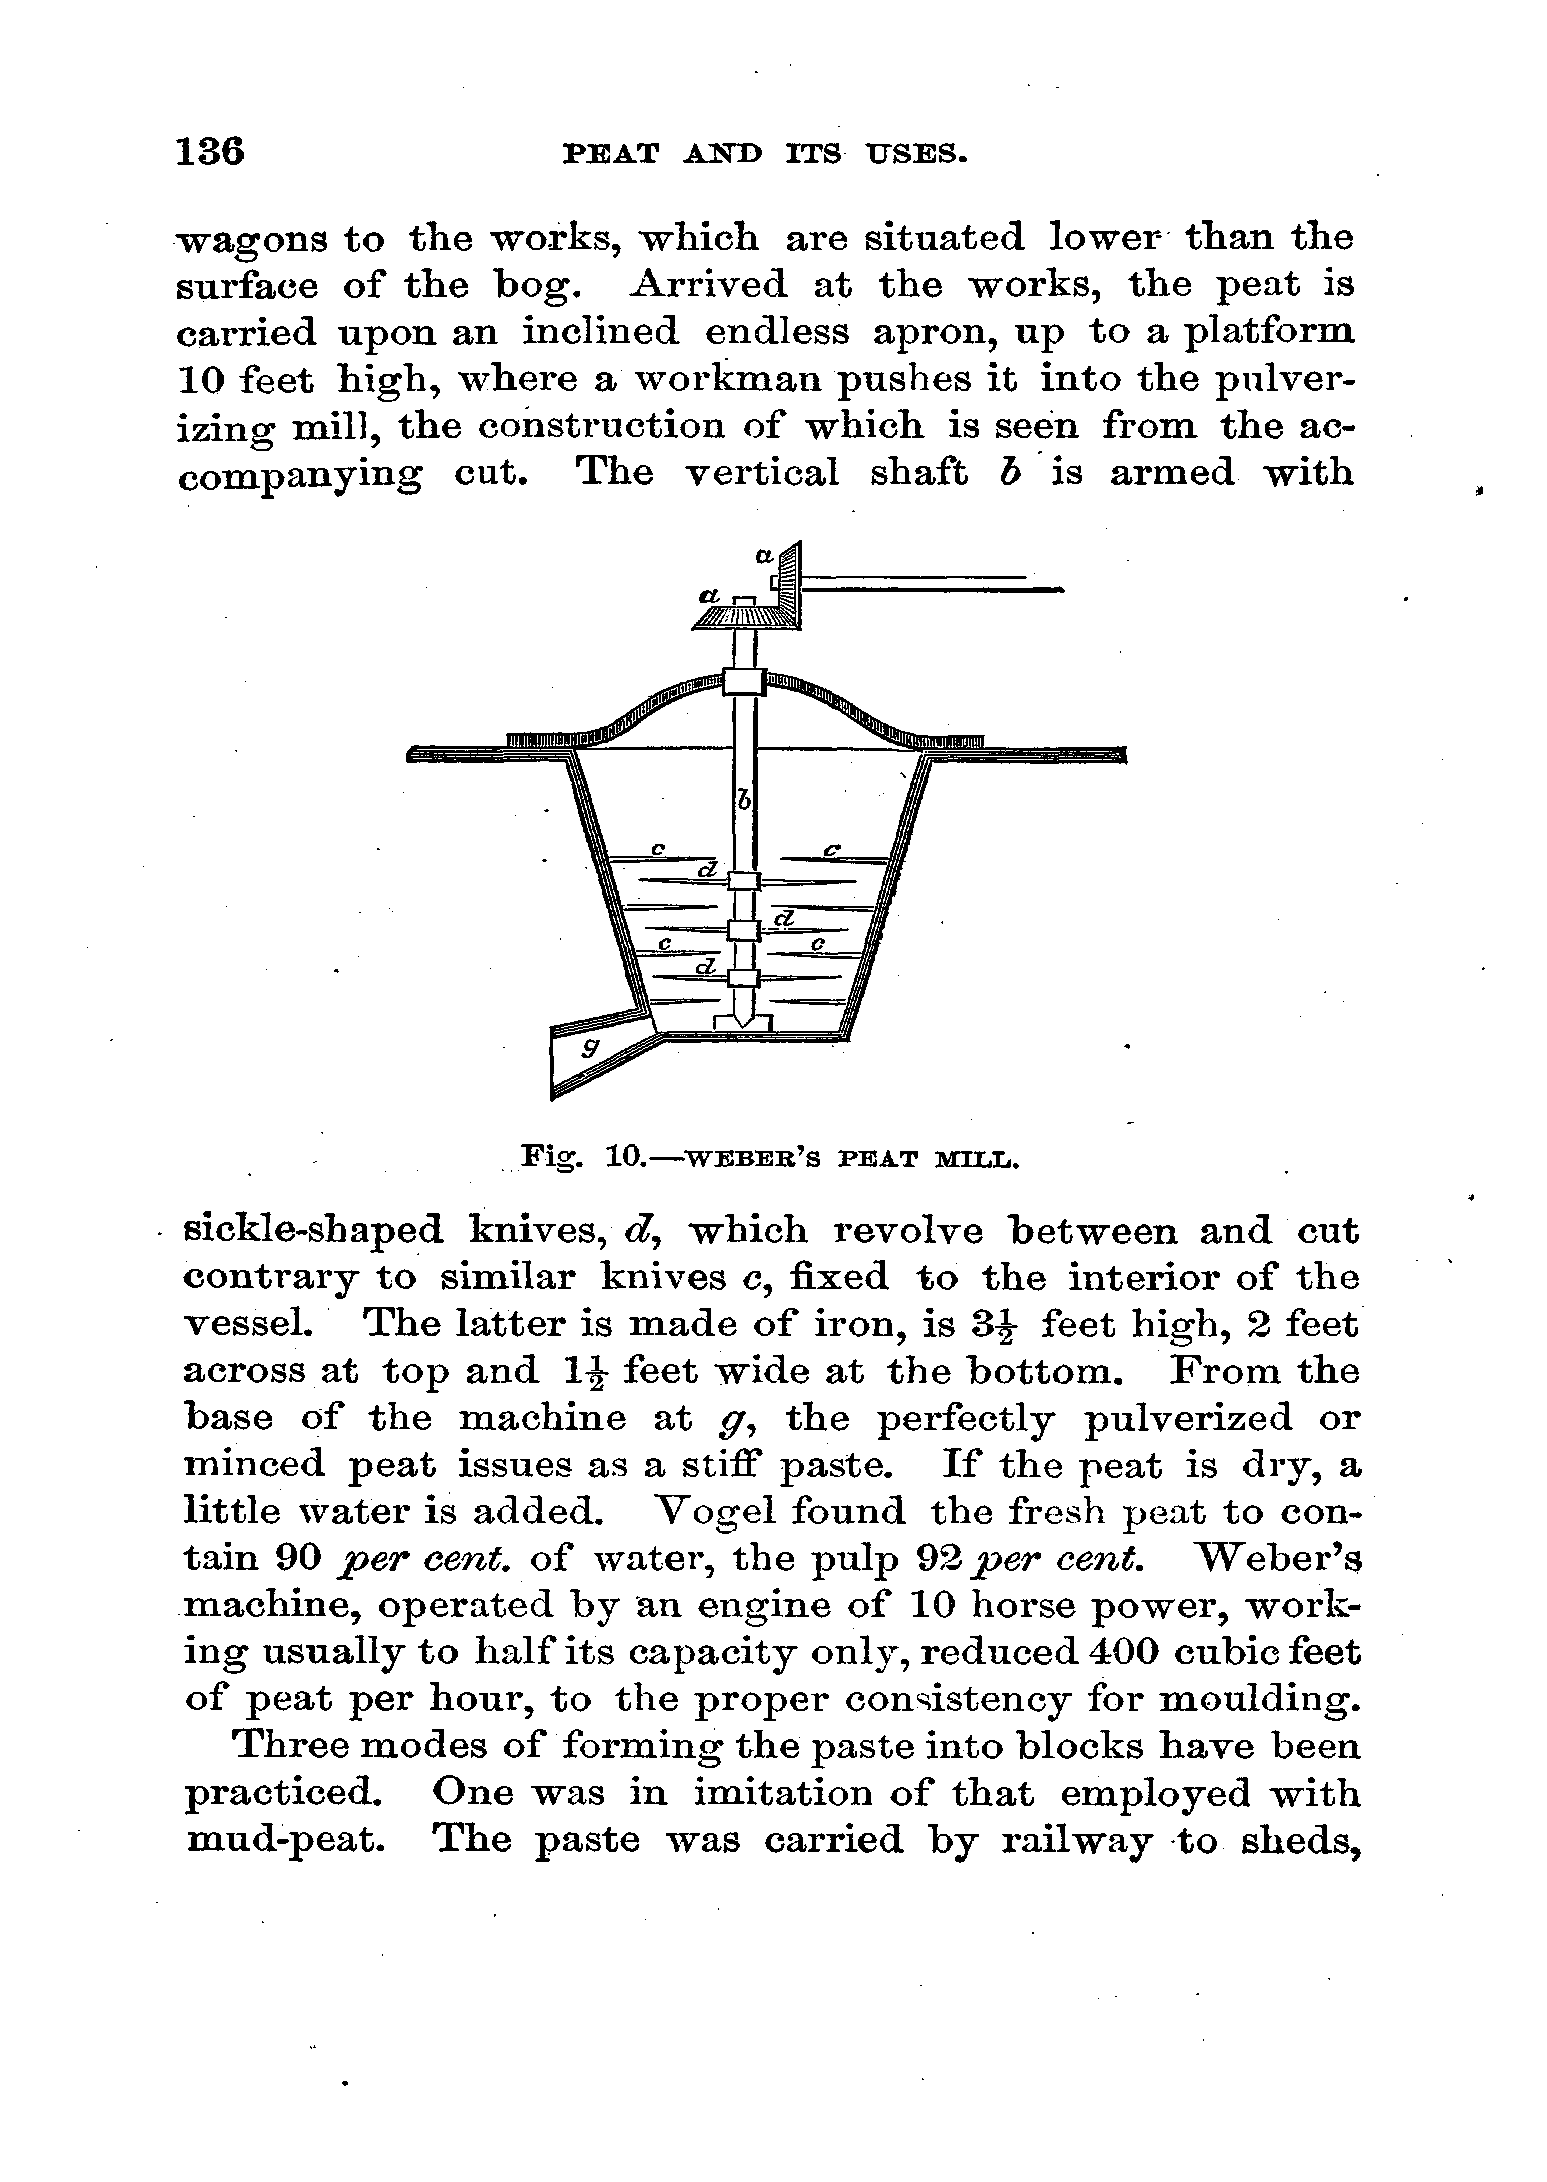 136 PEAT AND ITS USES.
wagons to the works, which are situated lower than the
surface of the bog. Arrived at the works, the peat is
carried upon an inclined endless apron, up to a platform
10 feet high, where a workman pushes it into the pulver-
izing mill, the construction of which is seen from the ac-
companying cut. The vertical shaft b is armed with
a
a
b
c c
d
d
c c
d
g
Fig. 10.—WEBER'S PEAT MILL.
sickle-shaped knives, d, which revolve between and cut
contrary to similar knives c, fixed to the interior of the
vessel. The latter is made of iron, is 3½ feet high, 2 feet
across at top and 1½ feet wide at the bottom. From the
base of the machine at g, the perfectly pulverized or
minced peat issues as a stiff paste. If the peat is dry, a
little water is added. Vogel found the fresh peat to con-
tain 90 per cent. of water, the pulp 92 per cent. Weber's
machine, operated by an engine of 10 horse power, work-
ing usually to half its capacity only, reduced 400 cubic feet
of peat per hour, to the proper consistency for moulding.
Three modes of forming the paste into blocks have been
practiced. One was in imitation of that employed with
mud-peat. The paste was carried by railway to sheds,